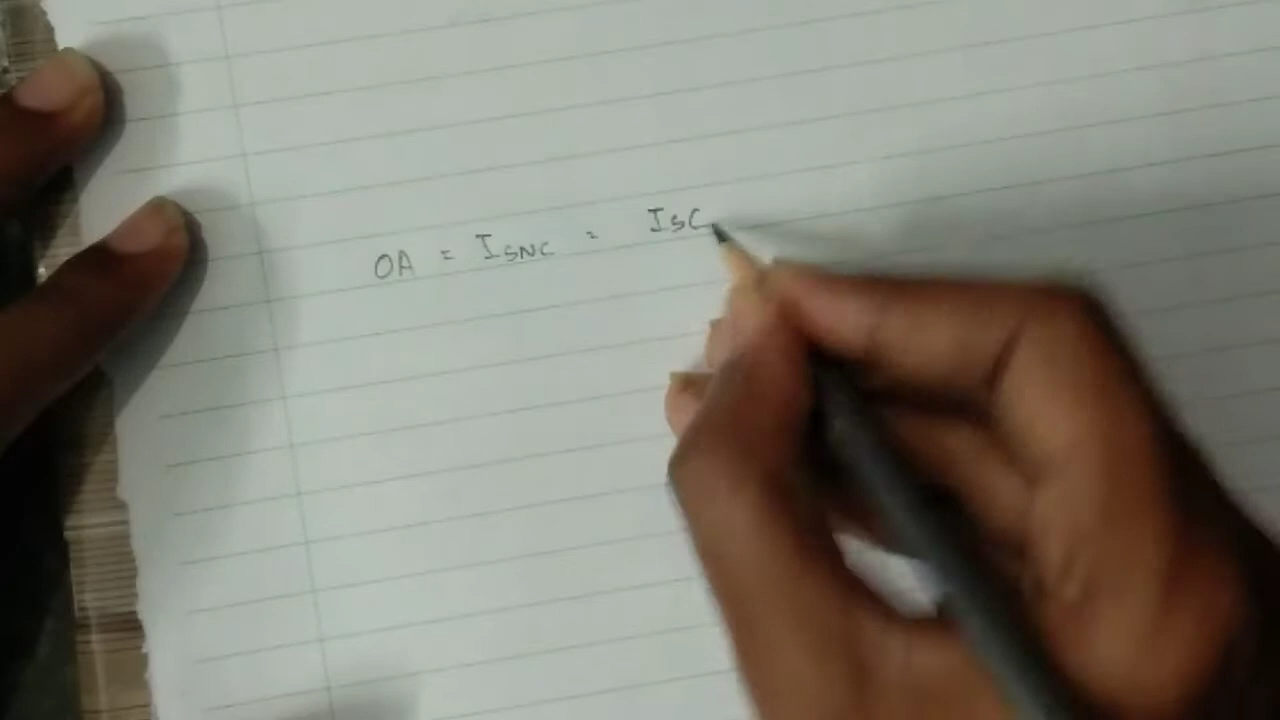 OA = ISNC = ISC